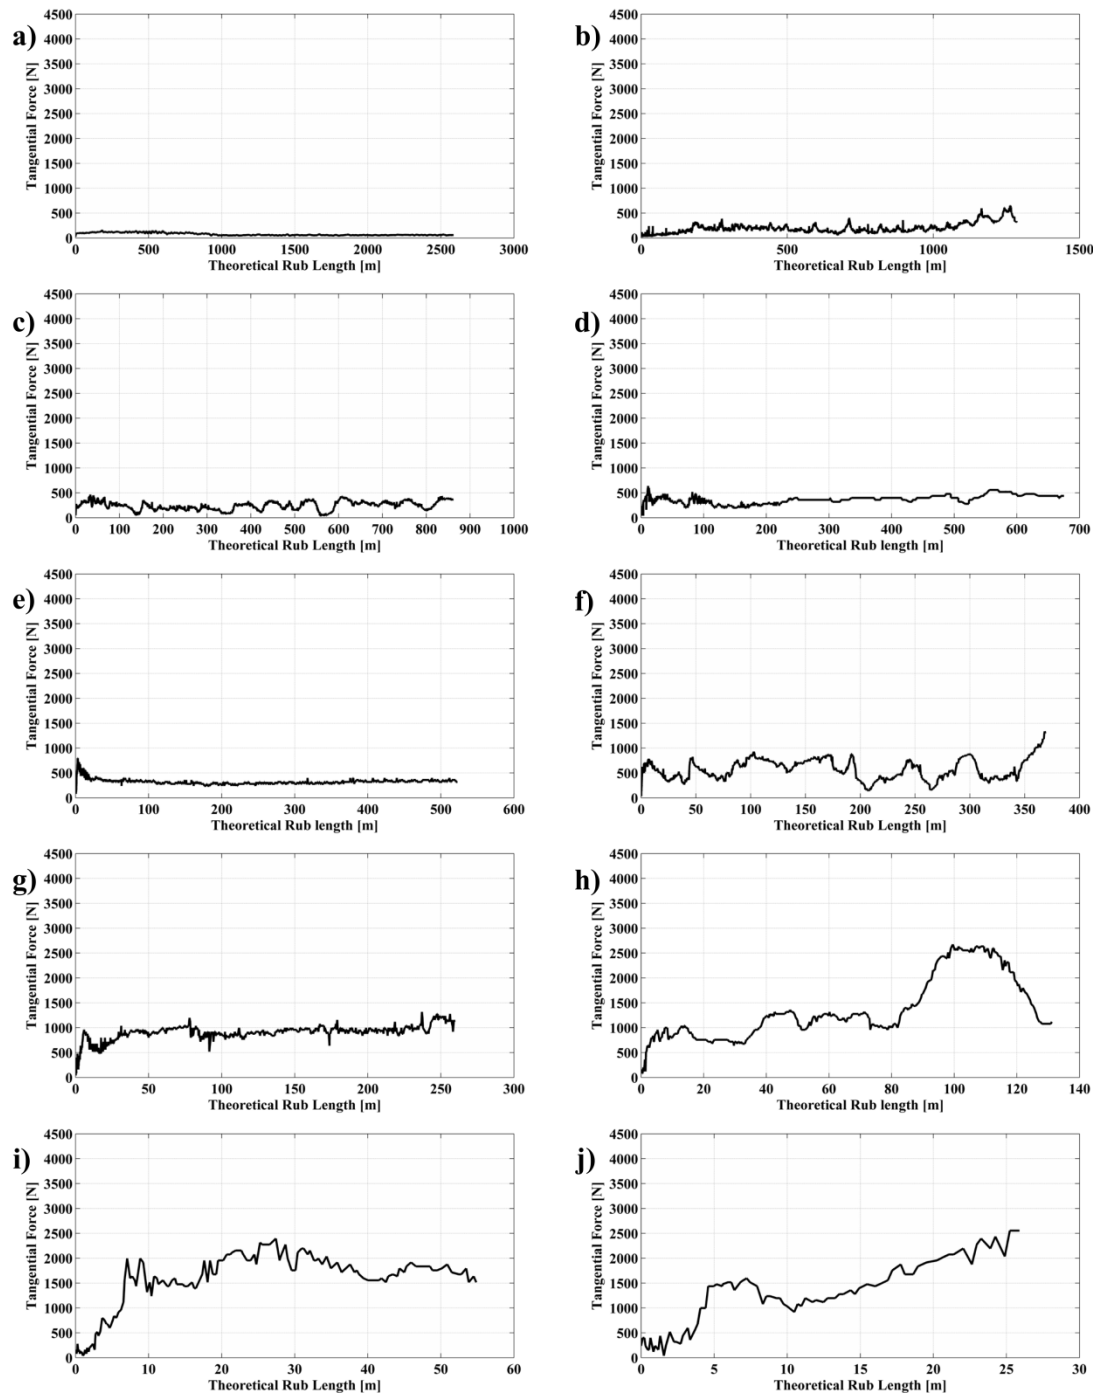 a)
Tangential Force [N]
4500
4000
3500
3000
2500
2000
1500
1000
500
0
0 500 1000 1500 2000 2500 3000
Theoretical Rub Length [m]
b)
Tangential Force [N]
4500
4000
3500
3000
2500
2000
1500
1000
500
0
0 500 1000 1500
Theoretical Rub Length [m]
c)
Tangential Force [N]
4500
4000
3500
3000
2500
2000
1500
1000
500
0
0 100 200 300 400 500 600 700 800 900 1000
Theoretical Rub Length [m]
d)
Tangential Force [N]
4500
4000
3500
3000
2500
2000
1500
1000
500
0
0 100 200 300 400 500 600 700
Theoretical Rub length [m]
e)
Tangential Force [N]
4500
4000
3500
3000
2500
2000
1500
1000
500
0
0 100 200 300 400 500 600
Theoretical Rub length [m]
f)
Tangential Force [N]
4500
4000
3500
3000
2500
2000
1500
1000
500
0
0 50 100 150 200 250 300 350 400
Theoretical Rub Length [m]
g)
Tangential Force [N]
4500
4000
3500
3000
2500
2000
1500
1000
500
0
0 50 100 150 200 250 300
Theoretical Rub Length [m]
h)
Tangential Force [N]
4500
4000
3500
3000
2500
2000
1500
1000
500
0
0 20 40 60 80 100 120 140
Theoretical Rub length [m]
i)
Tangential Force [N]
4500
4000
3500
3000
2500
2000
1500
1000
500
0
0 10 20 30 40 50 60
Theoretical Rub Length [m]
j)
Tangential Force [N]
4500
4000
3500
3000
2500
2000
1500
1000
500
0
0 5 10 15 20 25 30
Theoretical Rub Length [m]